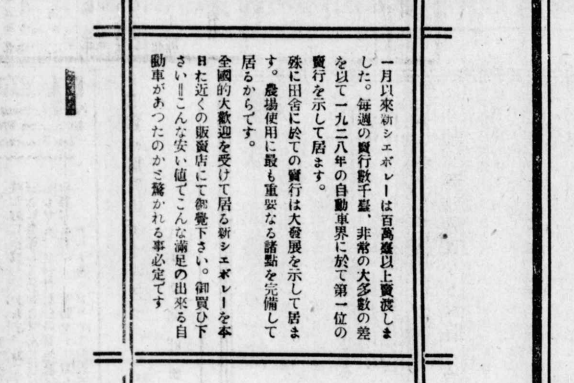 一月以來新シエボレーは百萬臺以上賣渡しま
した。毎週の賣行數千臺、非常の大多數の差
を以て一九二八年の自動車界に於て第一位の
賣行を示して居ます。
殊に田舍に於ての賣行は大發展を示して居ま
す。農場使用に最も重要なる諸點を完備して
居るからです。
全國的大歡迎を受けて居る新シエボレーを本
日た近くの販賣店にて御覺下さい。御買ひ下
さい＝こんな安い値でこんな滿足の出來る自
動車があつたのかと驚かれる事必定です